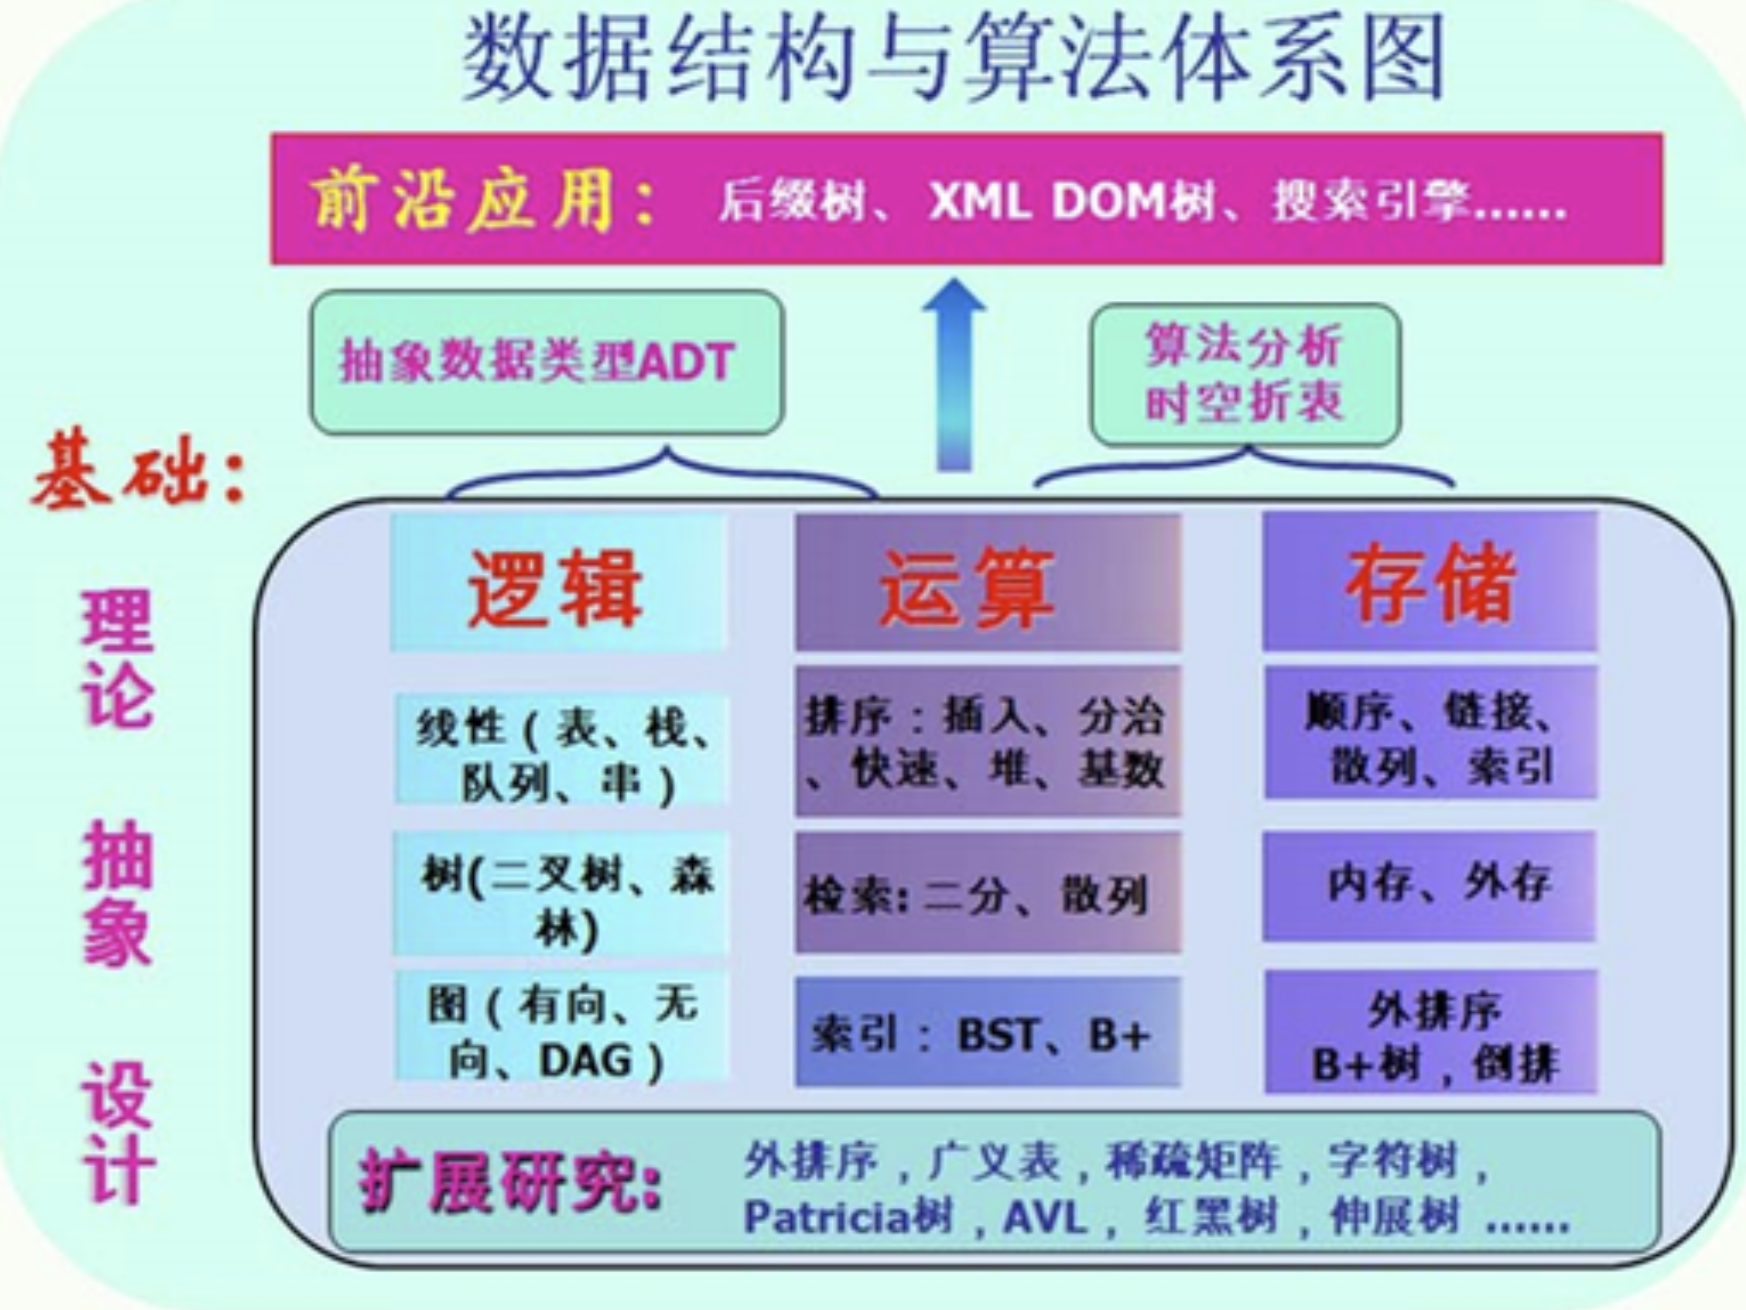 数据结构与算法体系图
前沿应用： 后缀树、 XML DOM树、搜索引擎……
抽象数据类型ADT
算法分析
时空折衷
基础：
理论
抽象
设计
逻辑
运算
存储
线性（表、栈、
队列、串）
排序：插入、分治
、快速、堆、基数
顺序、链接、
散列、索引
树(二叉树、森
林)
检索: 二分、散列
内存、外存
图（有向、无
向、DAG）
索引：BST、B+
外排序
B+树，倒排
扩展研究:
外排序，广义表，稀疏矩阵，字符树，
Patricia树，AVL，红黑树，伸展树 ……